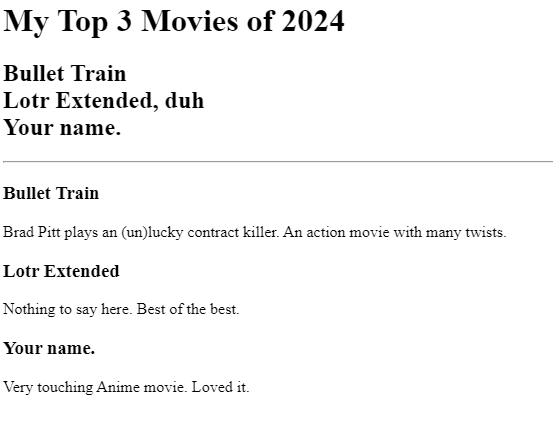 My Top 3 Movies of 2024
Bullet Train
Lotr Extended, duh
Your name.
Bullet Train
Brad Pitt plays an (un)lucky contract killer. An action movie with many twists.
Lotr Extended
Nothing to say here. Best of the best.
Your name.
Very touching Anime movie. Loved it.